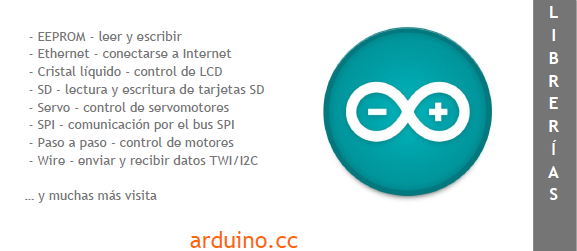 - EEPROM - leer y escribir
- Ethernet - conectarse a Internet
- Cristal líquido - control de LCD
- SD - lectura y escritura de tarjetas SD
- Servo - control de servomotores
- SPI - comunicación por el bus SPI
- Paso a paso - control de motores
- Wire - enviar y recibir datos TWI/I2C
... y muchas más visita
arduino.cc
LIBRERÍAS